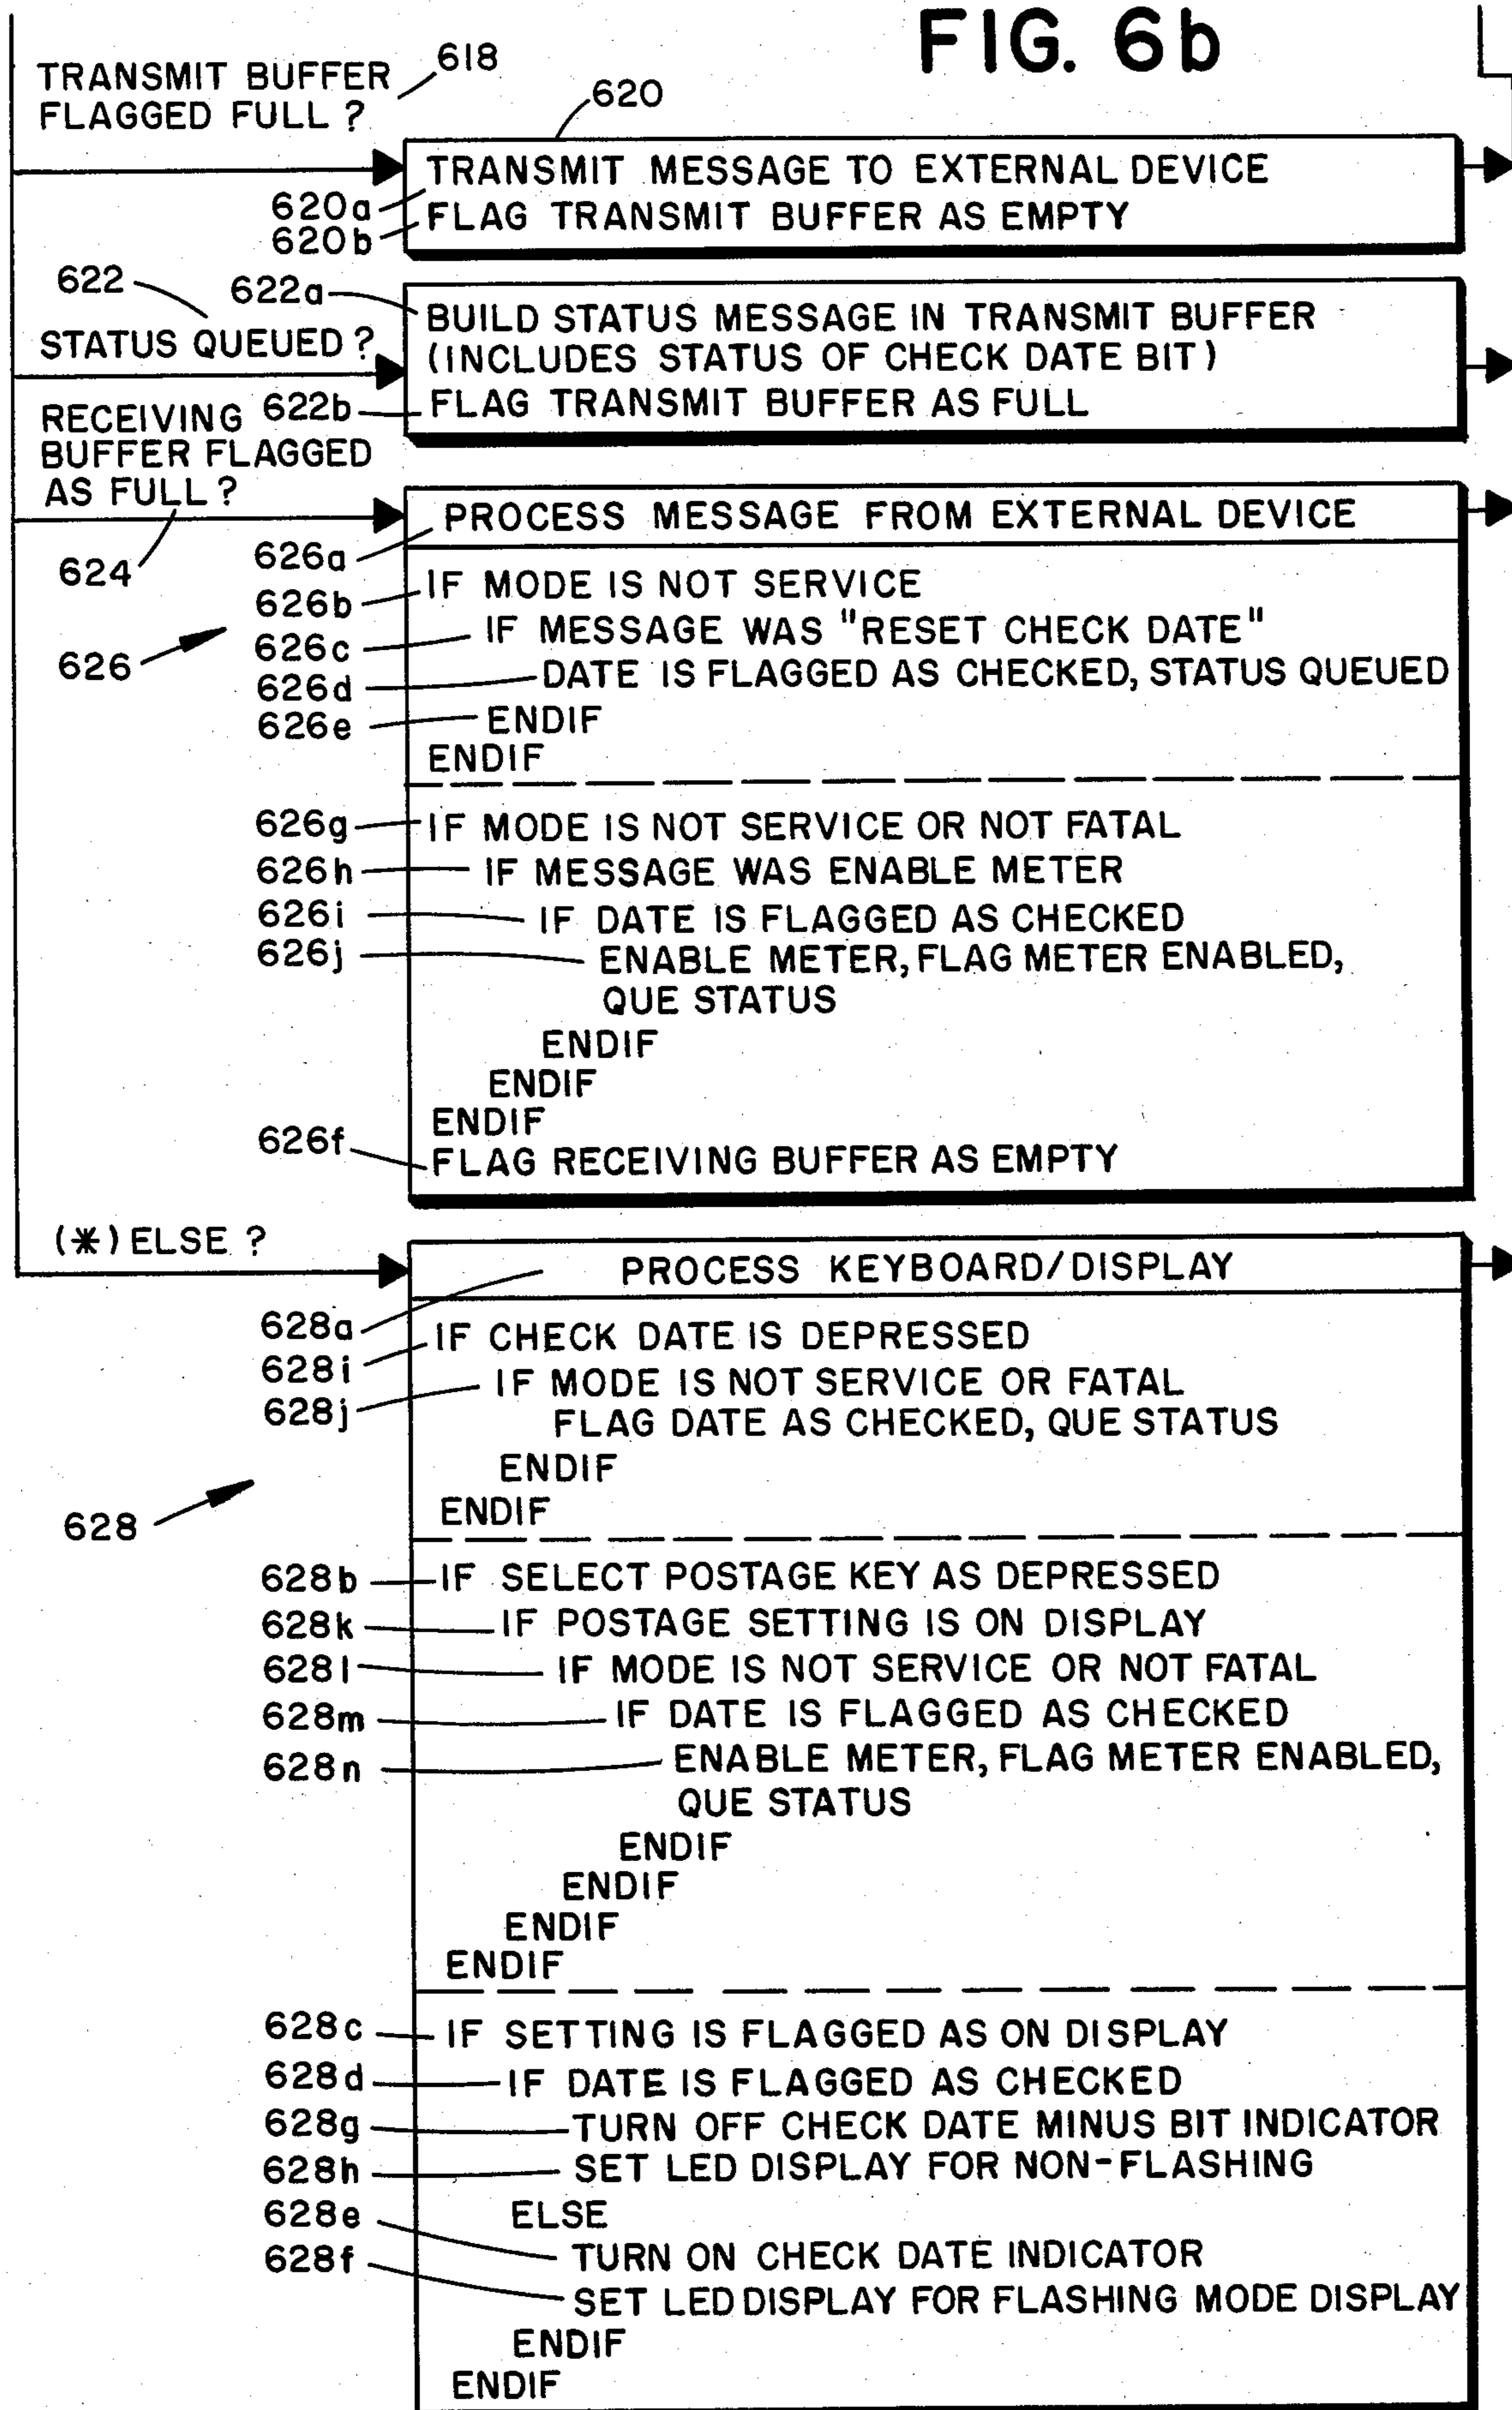 FIG. 6b
TRANSMIT BUFFER
FLAGGED FULL ?
618
620
TRANSMIT MESSAGE TO EXTERNAL DEVICE
620a
FLAG TRANSMIT BUFFER AS EMPTY
620b
622
622a
STATUS QUEUED ?
BUILD STATUS MESSAGE IN TRANSMIT BUFFER
(INCLUDES STATUS OF CHECK DATE BIT)
622b
FLAG TRANSMIT BUFFER AS FULL
RECEIVING
BUFFER FLAGGED
AS FULL ?
624
PROCESS MESSAGE FROM EXTERNAL DEVICE
626a
626
626b
IF MODE IS NOT SERVICE
626c
IF MESSAGE WAS "RESET CHECK DATE"
626d
DATE IS FLAGGED AS CHECKED, STATUS QUEUED
626e
ENDIF
ENDIF
626g
IF MODE IS NOT SERVICE OR NOT FATAL
626h
IF MESSAGE WAS ENABLE METER
626i
IF DATE IS FLAGGED AS CHECKED
626j
ENABLE METER, FLAG METER ENABLED,
QUE STATUS
ENDIF
ENDIF
ENDIF
626f
FLAG RECEIVING BUFFER AS EMPTY
(*) ELSE ?
PROCESS KEYBOARD/DISPLAY
628a
628i
IF CHECK DATE IS DEPRESSED
628j
IF MODE IS NOT SERVICE OR FATAL
FLAG DATE AS CHECKED, QUE STATUS
ENDIF
ENDIF
628
628b
IF SELECT POSTAGE KEY AS DEPRESSED
628k
IF POSTAGE SETTING IS ON DISPLAY
628l
IF MODE IS NOT SERVICE OR NOT FATAL
628m
IF DATE IS FLAGGED AS CHECKED
628n
ENABLE METER, FLAG METER ENABLED,
QUE STATUS
ENDIF
ENDIF
ENDIF
ENDIF
628c
IF SETTING IS FLAGGED AS ON DISPLAY
628d
IF DATE IS FLAGGED AS CHECKED
628g
TURN OFF CHECK DATE MINUS BIT INDICATOR
628h
SET LED DISPLAY FOR NON-FLASHING
ELSE
628e
TURN ON CHECK DATE INDICATOR
628f
SET LED DISPLAY FOR FLASHING MODE DISPLAY
ENDIF
ENDIF